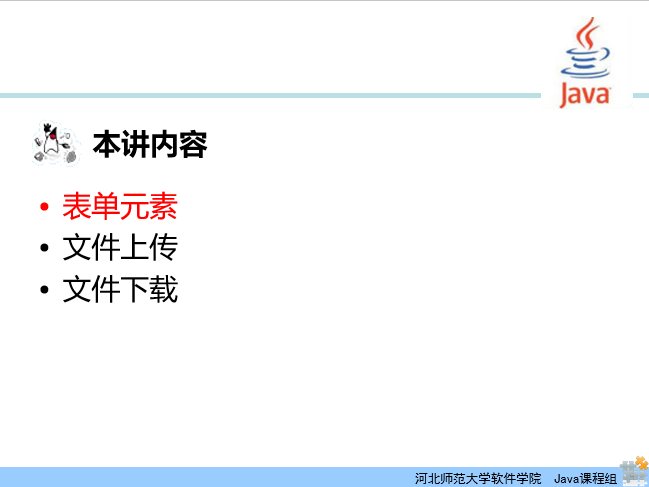 Java
本讲内容
• 表单元素
• 文件上传
• 文件下载
河北师范大学软件学院 Java课程组